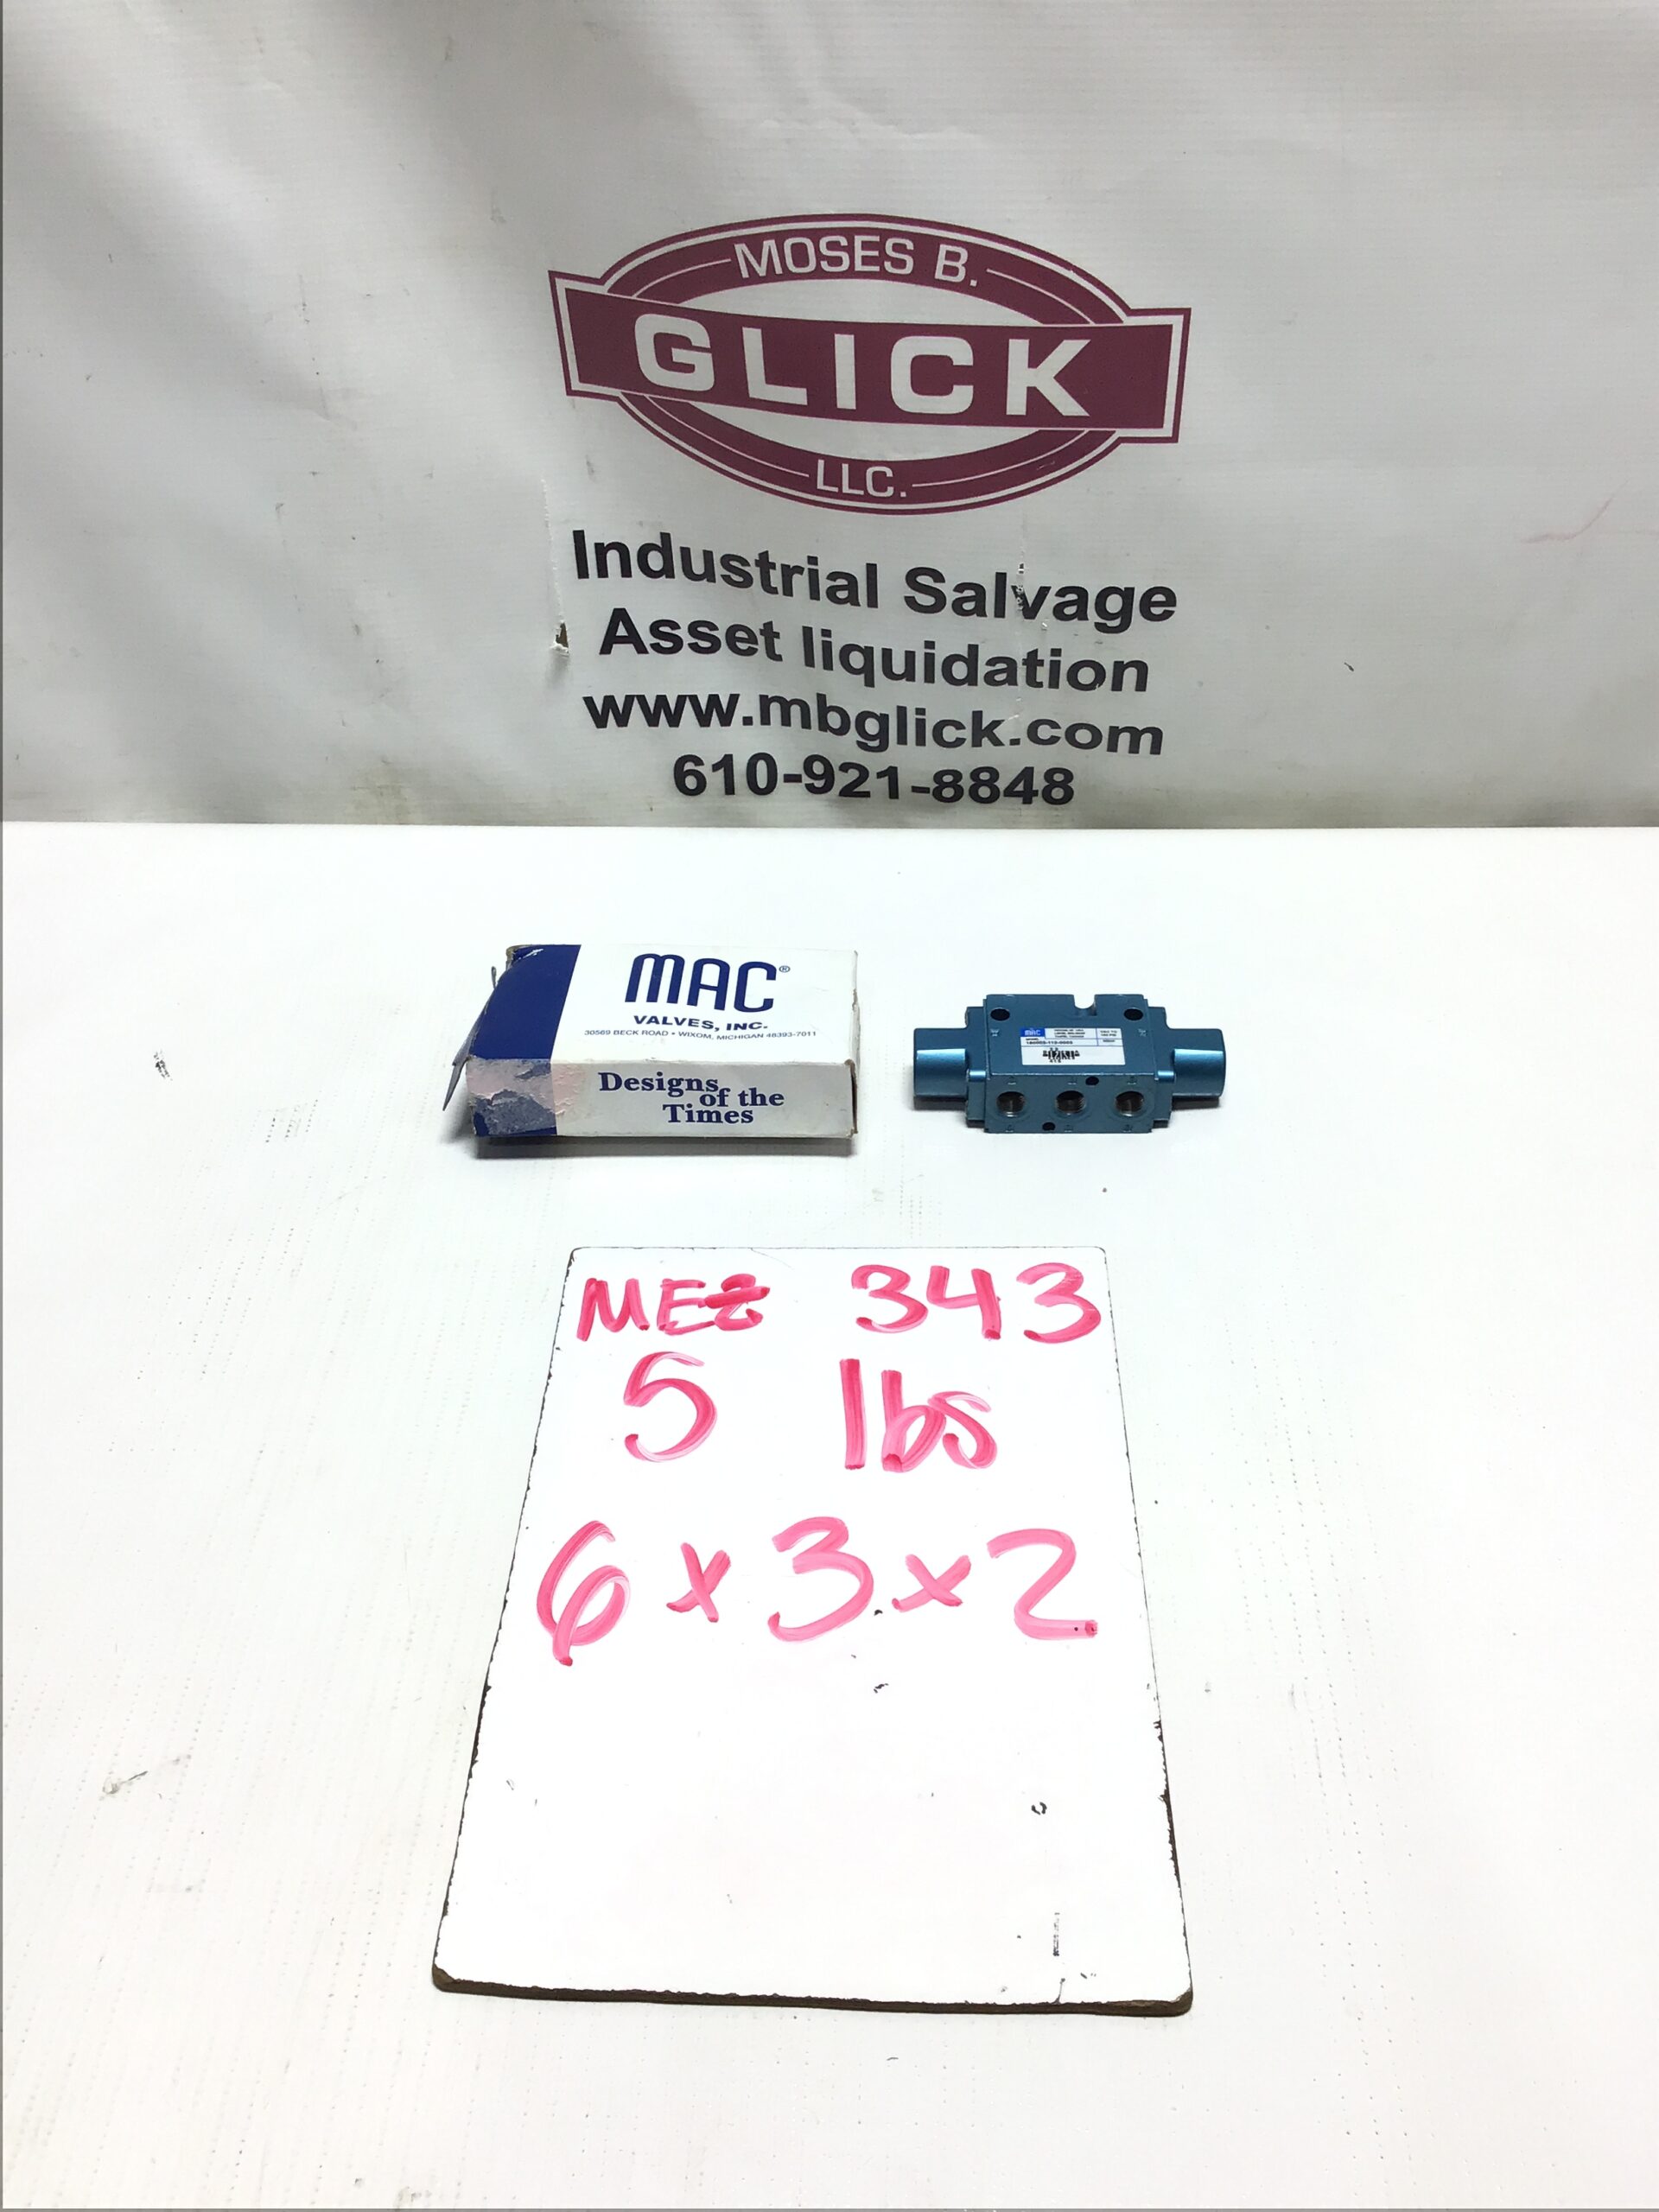 MOSES B.
GLICK
LLC.
Industrial Salvage
Asset liquidation
www.mbglick.com
610-921-8848
MAC®
VALVES, INC.
30569 BECK ROAD • WIXOM, MICHIGAN 48393-7011
Designs
of the
Times
MAC
MEZ 343
5 lbs
6 x 3 x 2